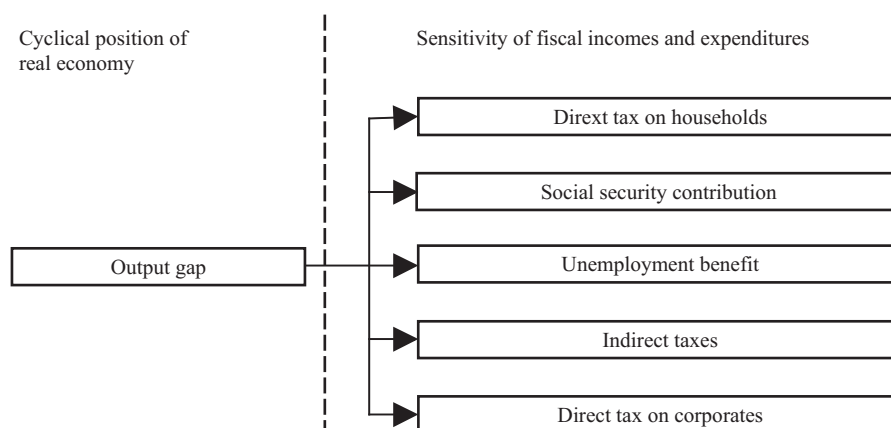 Cyclical position of
real economy
Sensitivity of fiscal incomes and expenditures
Dirext tax on households
Social security contribution
Output gap
Unemployment benefit
Indirect taxes
Direct tax on corporates